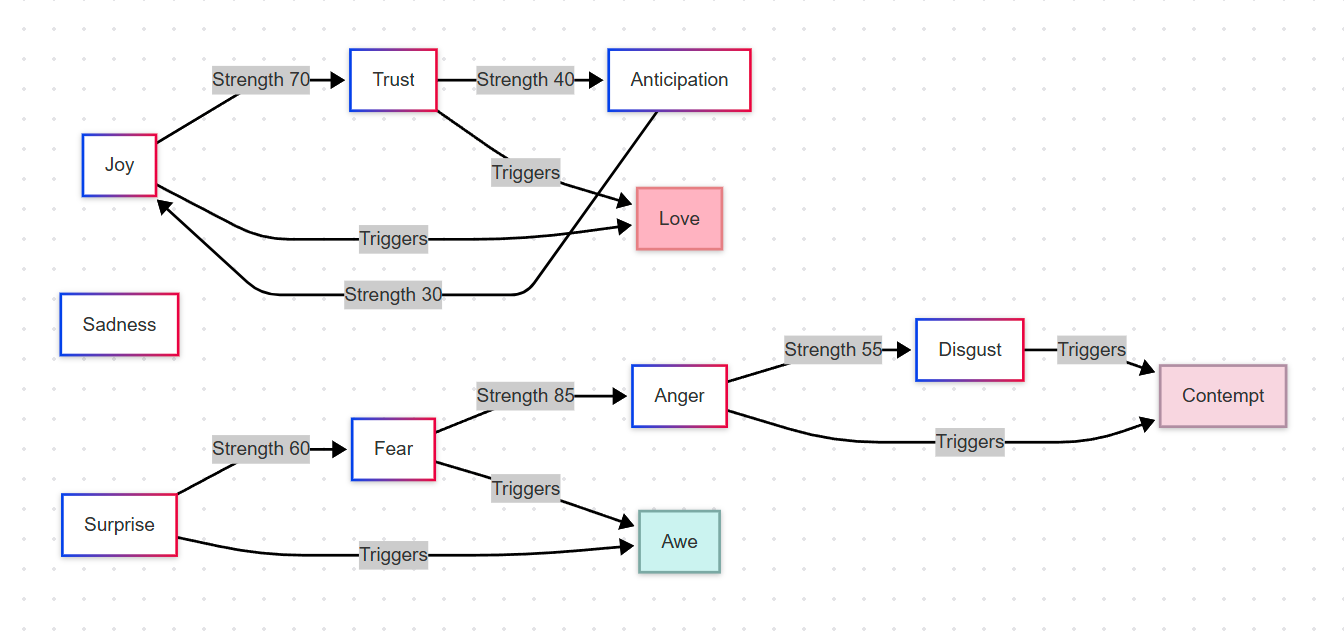 Strength 70
Trust
Strength 40
Anticipation
Joy
Triggers
Love
Triggers
Strength 30
Sadness
Strength 55
Disgust
Triggers
Strength 85
Anger
Contempt
Triggers
Strength 60
Fear
Triggers
Surprise
Awe
Triggers